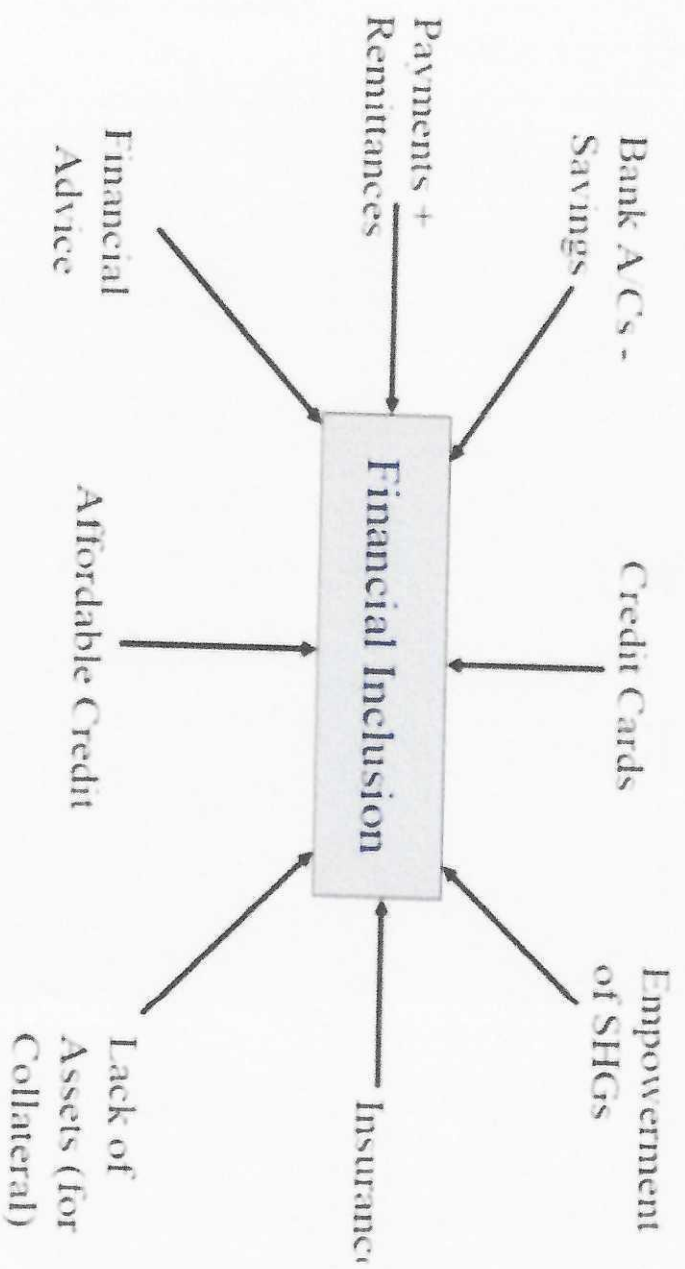 Bank A/Cs -
Savings
Credit Cards
Empowerment
of SHGs
Payments +
Remittances
Financial Inclusion
Insuranc
Financial
Advice
Affordable Credit
Lack of
Assets (for
Collateral)